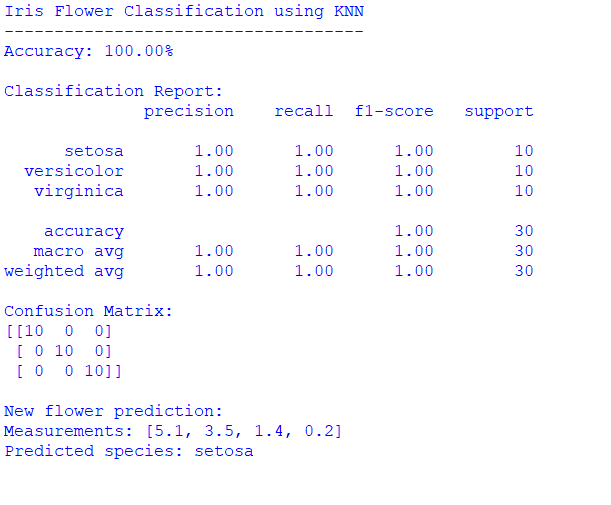 Iris Flower Classification using KNN
------------------------------------
Accuracy: 100.00%
Classification Report:
              precision    recall  f1-score   support
      setosa       1.00      1.00      1.00        10
  versicolor       1.00      1.00      1.00        10
   virginica       1.00      1.00      1.00        10
    accuracy                           1.00        30
   macro avg       1.00      1.00      1.00        30
weighted avg       1.00      1.00      1.00        30
Confusion Matrix:
[[10  0  0]
 [ 0 10  0]
 [ 0  0 10]]
New flower prediction:
Measurements: [5.1, 3.5, 1.4, 0.2]
Predicted species: setosa